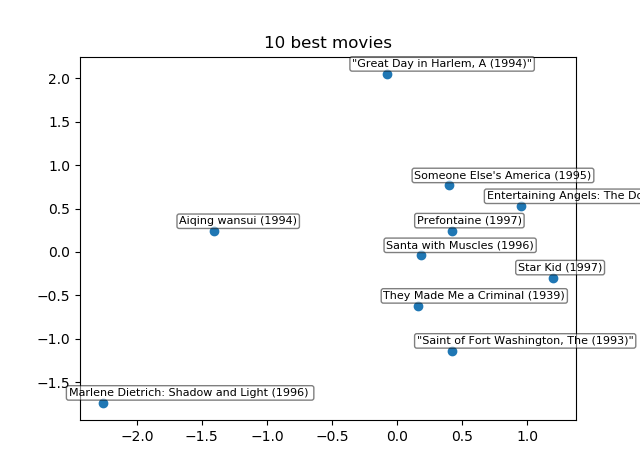 10 best movies
"Great Day in Harlem, A (1994)"
Someone Else's America (1995)
Entertaining Angels: The Do
Aiqing wansui (1994)
Prefontaine (1997)
Santa with Muscles (1996)
Star Kid (1997)
They Made Me a Criminal (1939)
"Saint of Fort Washington, The (1993)"
Marlene Dietrich: Shadow and Light (1996)
2.0
1.5
1.0
0.5
0.0
−0.5
−1.0
−1.5
−2.0 −1.5 −1.0 −0.5 0.0 0.5 1.0